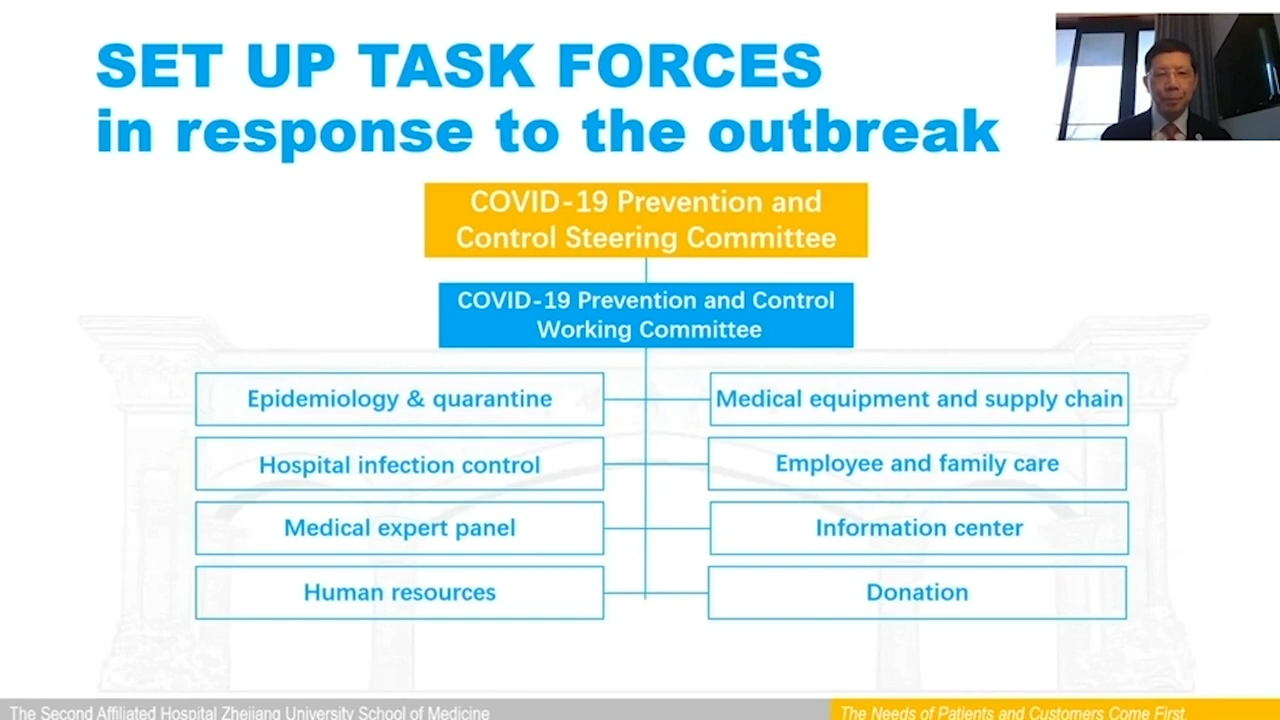 SET UP TASK FORCES
in response to the outbreak
COVID-19 Prevention and
Control Steering Committee
COVID-19 Prevention and Control
Working Committee
Epidemiology & quarantine
Medical equipment and supply chain
Hospital infection control
Employee and family care
Medical expert panel
Information center
Human resources
Donation
The Second Affiliated Hospital Zhejiang University School of Medicine
The Needs of Patients and Customers Come First